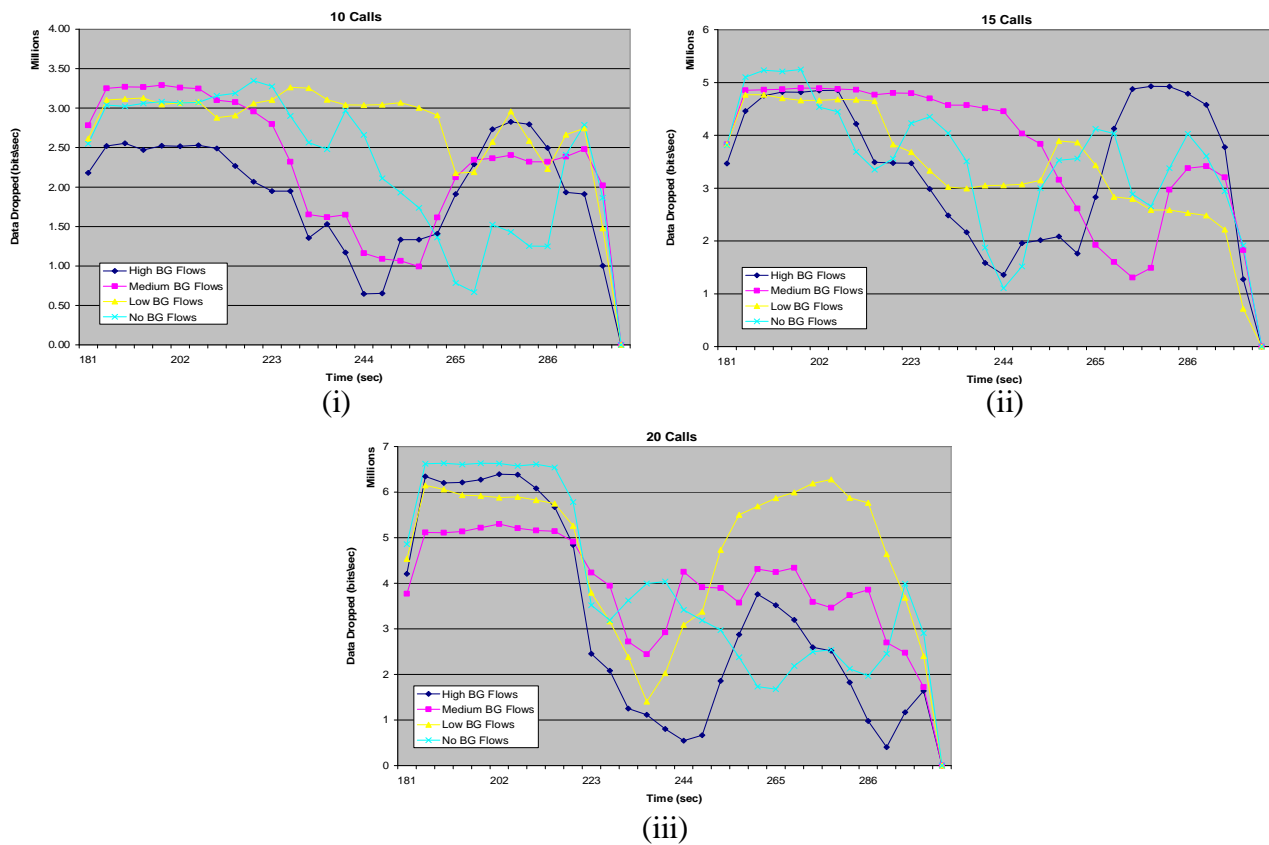 10 Calls
Millions
Data Dropped (bits\sec)
4.00
3.50
3.00
2.50
2.00
1.50
1.00
0.50
0.00
High BG Flows
Medium BG Flows
Low BG Flows
No BG Flows
181 202 223 244 265 286
Time (sec)
(i)
15 Calls
Millions
Data Dropped (bits\sec)
6
5
4
3
2
1
0
High BG Flows
Medium BG Flows
Low BG Flows
No BG Flows
181 202 223 244 265 286
Time (sec)
(ii)
20 Calls
Millions
Data Dropped (bits\sec)
7
6
5
4
3
2
1
0
High BG Flows
Medium BG Flows
Low BG Flows
No BG Flows
181 202 223 244 265 286
Time (sec)
(iii)